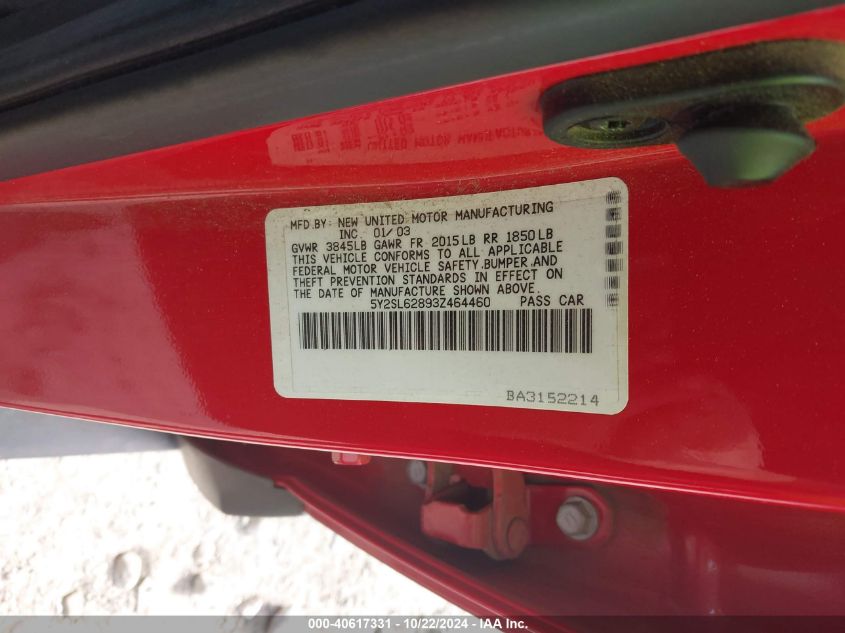 MFD.BY: NEW UNITED MOTOR MANUFACTURING
INC. 01/03
GVWR 3845LB GAWR FR 2015LB RR 1850LB
THIS VEHICLE CONFORMS TO ALL APPLICABLE
FEDERAL MOTOR VEHICLE SAFETY,BUMPER,AND
THEFT PREVENTION STANDARDS IN EFFECT ON
THE DATE OF MANUFACTURE SHOWN ABOVE.
5Y2SL62893Z464460 PASS CAR
BA3152214
000-40617331 - 10/22/2024 - IAA Inc.